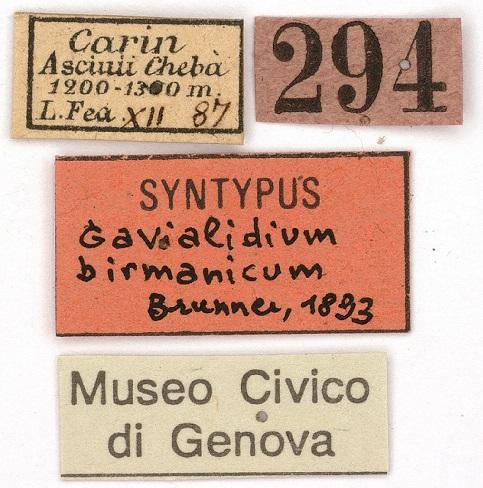 Carin
Asciuii Chebà
1200-1300 m.
L. Fea. XII 87
294
SYNTYPUS
Gavialidium
birmanicum
Brunner, 1893
Museo Civico
di Genova